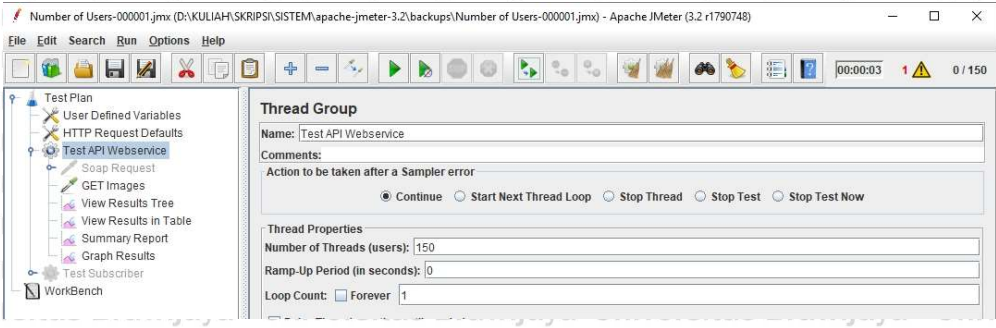 Number of Users-000001.jmx (D:\KULIAH\SKRIPSI\SISTEM\apache-jmeter-3.2\backups\Number of Users-000001.jmx) - Apache JMeter (3.2 r1790748)
File Edit Search Run Options Help
00:00:03 1 0 / 150
Test Plan
User Defined Variables
HTTP Request Defaults
Test API Webservice
Soap Request
GET Images
View Results Tree
View Results in Table
Summary Report
Graph Results
Test Subscriber
WorkBench
Thread Group
Name: Test API Webservice
Comments:
Action to be taken after a Sampler error
Continue Start Next Thread Loop Stop Thread Stop Test Stop Test Now
Thread Properties
Number of Threads (users): 150
Ramp-Up Period (in seconds): 0
Loop Count: Forever 1